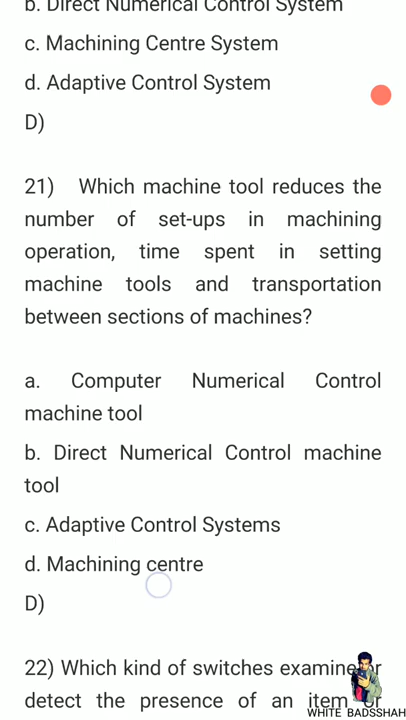 b. Direct Numerical Control System
c. Machining Centre System
d. Adaptive Control System
D)
21) Which machine tool reduces the
number of set-ups in machining
operation, time spent in setting
machine tools and transportation
between sections of machines?
a. Computer Numerical Control
machine tool
b. Direct Numerical Control machine
tool
c. Adaptive Control Systems
d. Machining centre
D)
22) Which kind of switches examine or
detect the presence of an item or
WHITE BADSSHAH